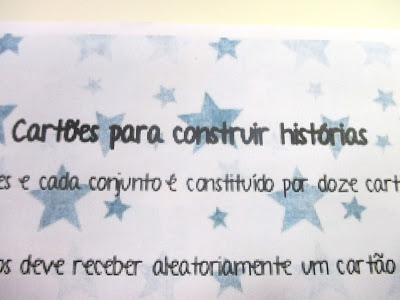 Cartões para construir histórias
es e cada conjunto é constituído por doze cart
os deve receber aleatoriamente um cartão